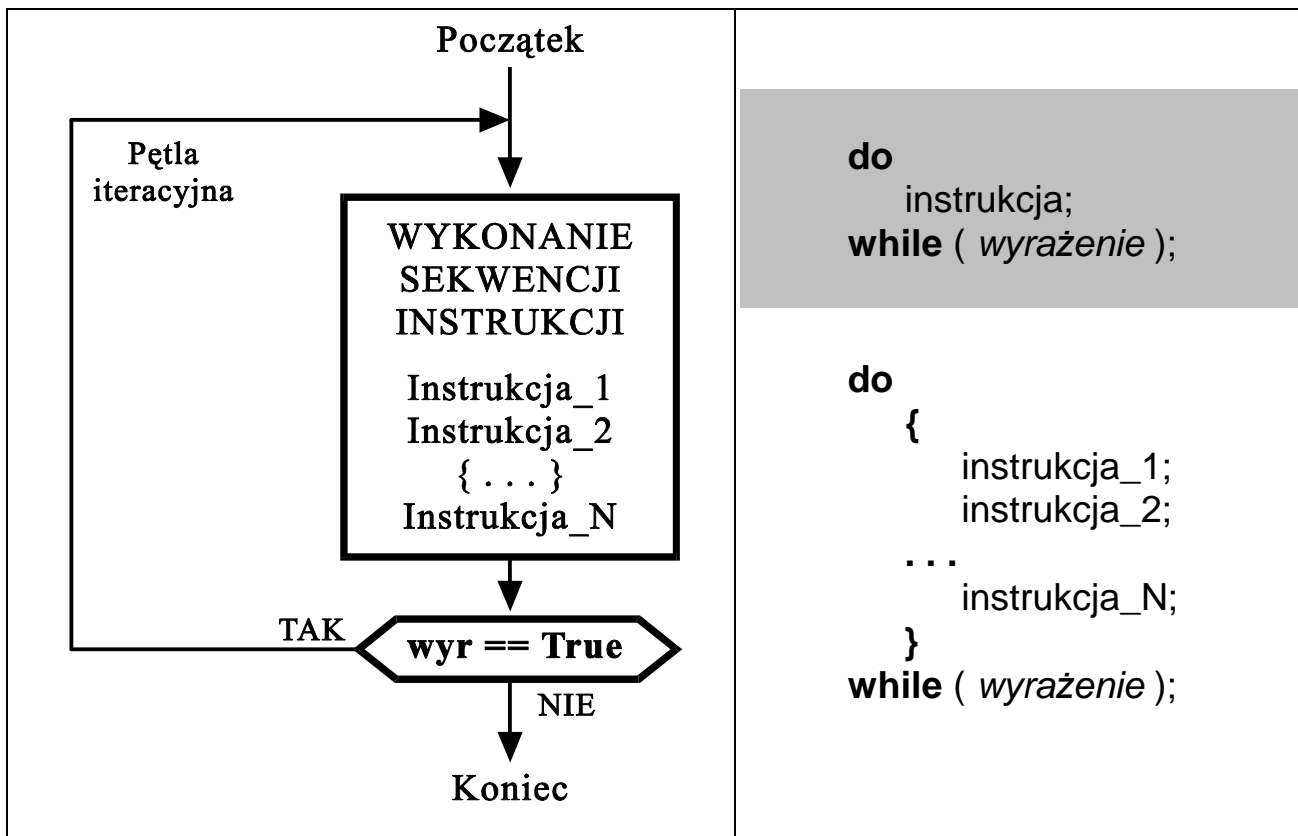 Początek
Pętla
iteracyjna
WYKONANIE
SEKWENCJI
INSTRUKCJI
Instrukcja_1
Instrukcja_2
{ . . . }
Instrukcja_N
TAK
wyr == True
NIE
Koniec
do
instrukcja;
while ( wyrażenie );
do
{
instrukcja_1;
instrukcja_2;
. . .
instrukcja_N;
}
while ( wyrażenie );